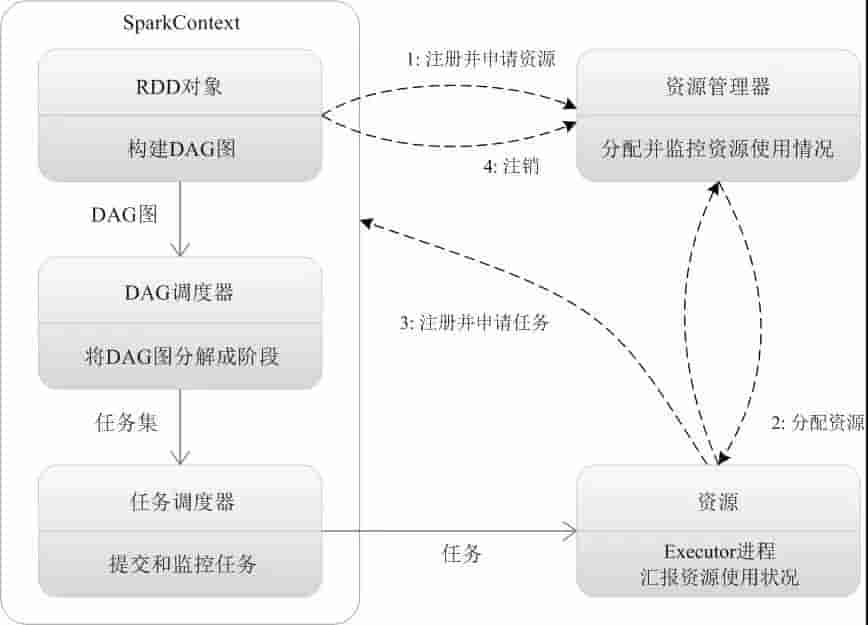 SparkContext
RDD对象
构建DAG图
DAG图
DAG调度器
将DAG图分解成阶段
任务集
任务调度器
提交和监控任务
1: 注册并申请资源
4: 注销
3: 注册并申请任务
任务
资源管理器
分配并监控资源使用情况
2: 分配资源
资源
Executor进程
汇报资源使用状况